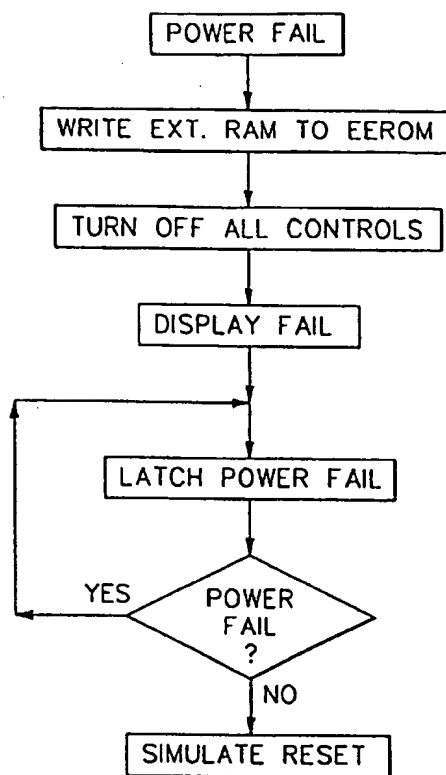 POWER FAIL
WRITE EXT. RAM TO EEROM
TURN OFF ALL CONTROLS
DISPLAY FAIL
LATCH POWER FAIL
YES
POWER
FAIL
?
NO
SIMULATE RESET